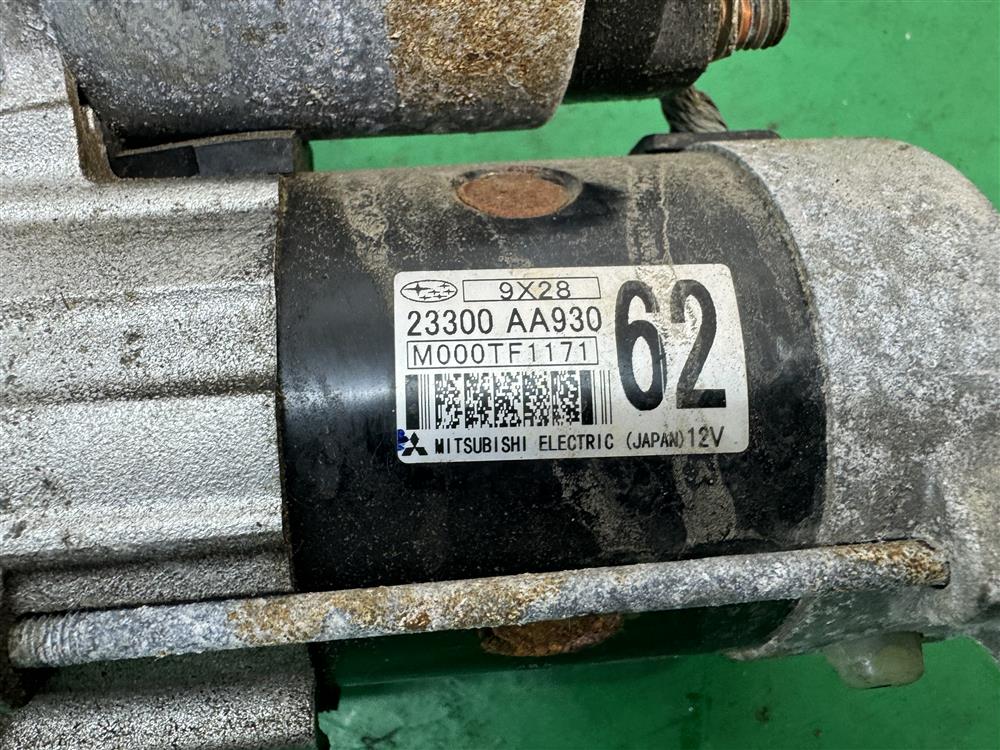 9X28
23300 AA930
M000TF1171
62
MITSUBISHI ELECTRIC (JAPAN) 12V